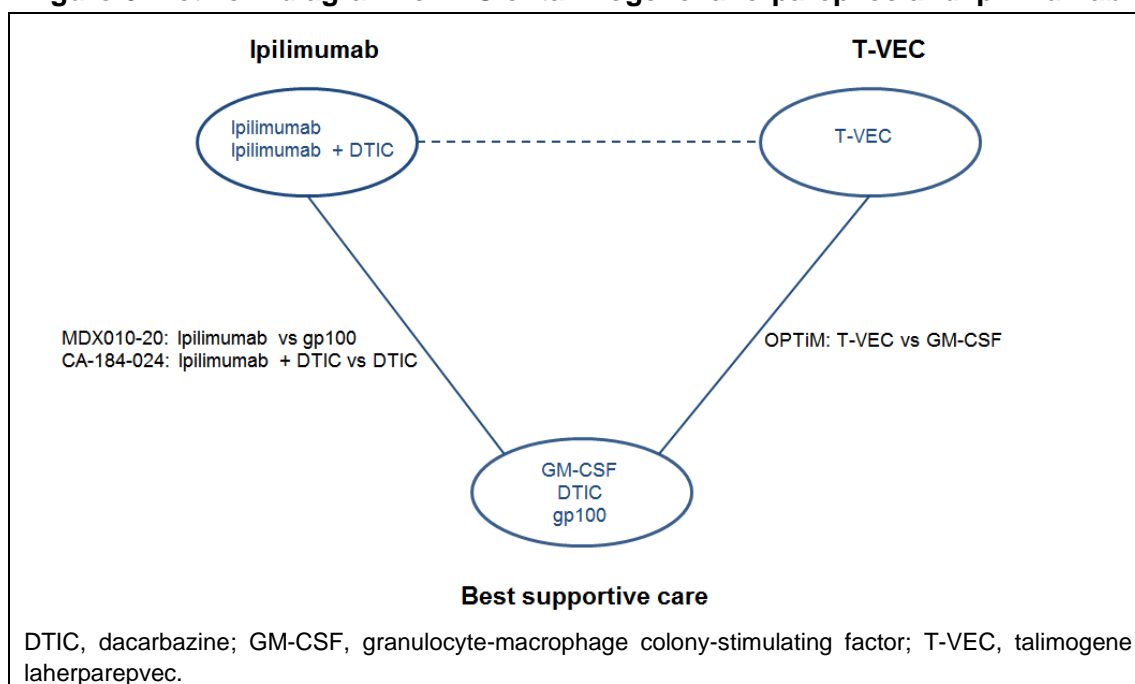 Ipilimumab
T-VEC
Ipilimumab
Ipilimumab + DTIC
T-VEC
MDX010-20: Ipilimumab vs gp100
CA-184-024: Ipilimumab + DTIC vs DTIC
OPTiM: T-VEC vs GM-CSF
GM-CSF
DTIC
gp100
Best supportive care
DTIC, dacarbazine; GM-CSF, granulocyte-macrophage colony-stimulating factor; T-VEC, talimogene
laherparepvec.